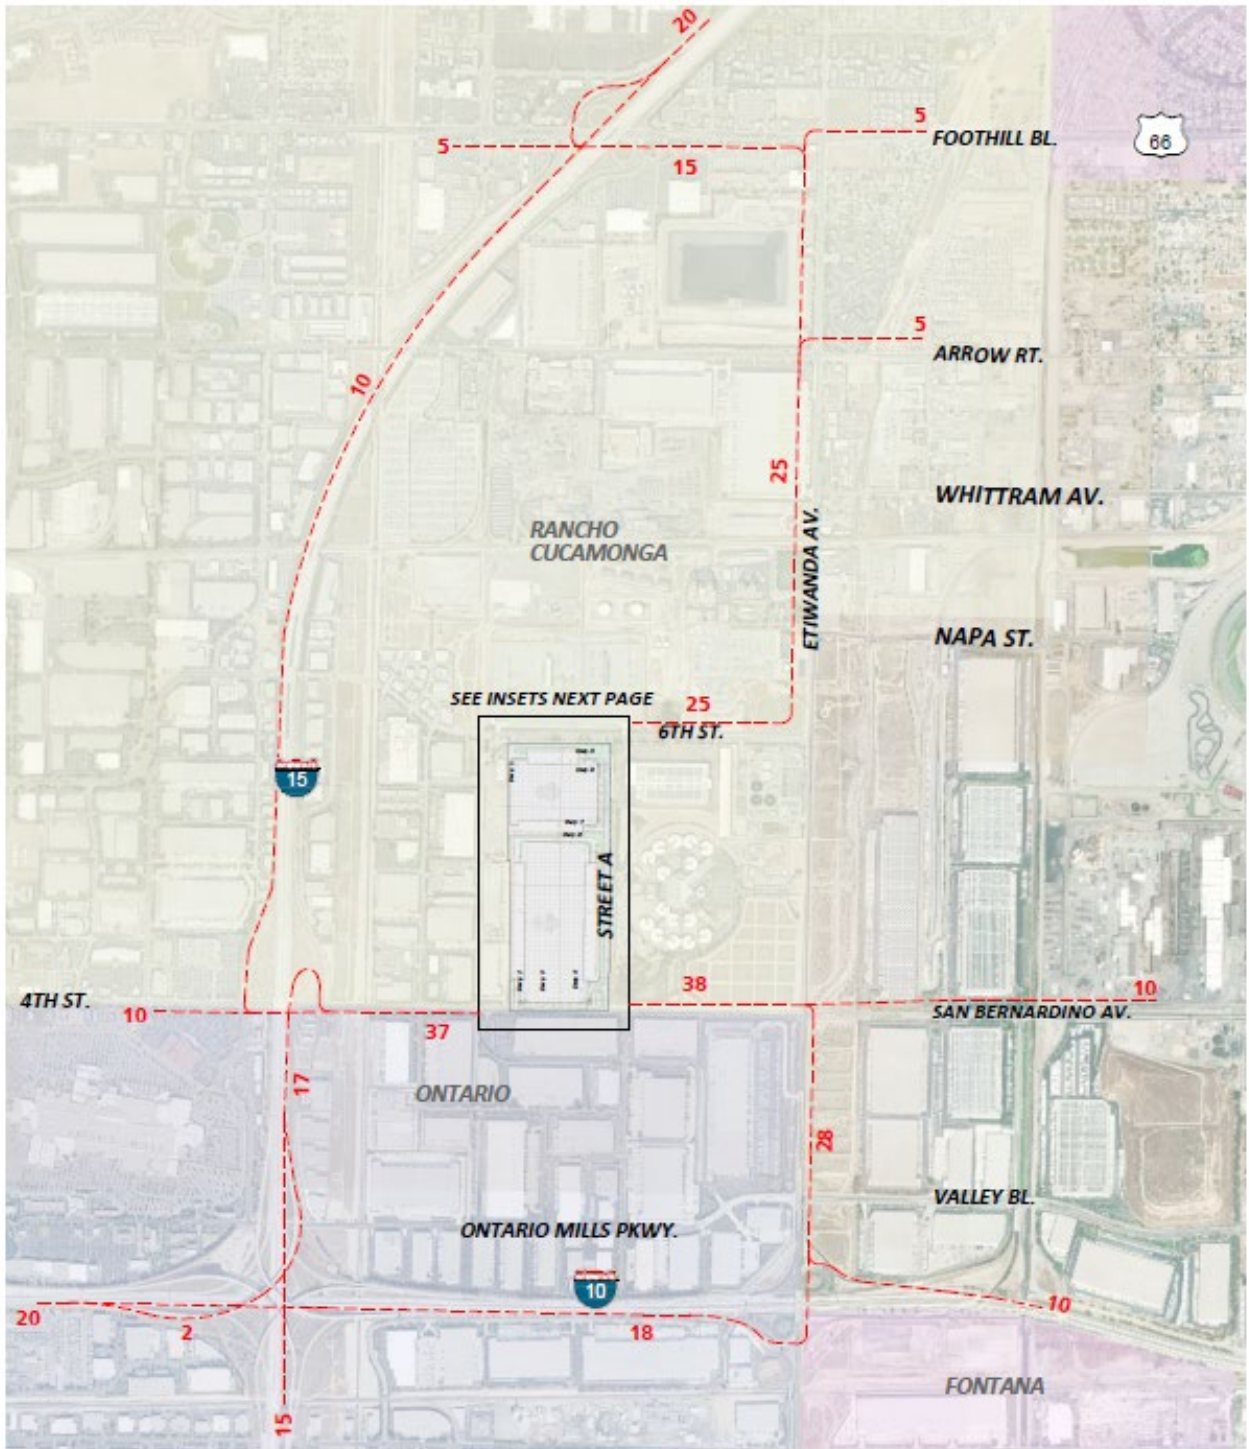 20
5
FOOTHILL BL.
66
5
15
5
ARROW RT.
10
25
WHITTRAM AV.
RANCHO
CUCAMONGA
ETIWANDA AV.
NAPA ST.
SEE INSETS NEXT PAGE
25
6TH ST.
15
STREET A
38
10
4TH ST.
10
SAN BERNARDINO AV.
37
17
ONTARIO
28
VALLEY BL.
ONTARIO MILLS PKWY.
10
10
20
2
18
FONTANA
15